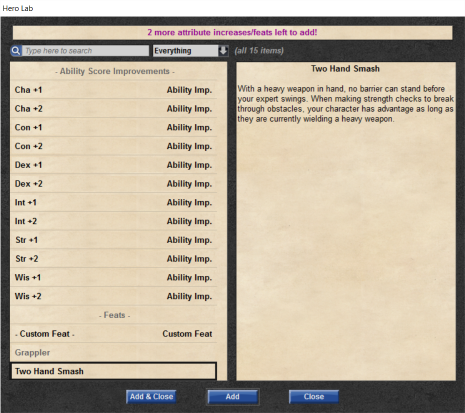 Hero Lab
2 more attribute increases/feats left to add!
Type here to search
Everything
(all 15 items)
- Ability Score Improvements -
Cha +1 Ability Imp.
Cha +2 Ability Imp.
Con +1 Ability Imp.
Con +2 Ability Imp.
Dex +1 Ability Imp.
Dex +2 Ability Imp.
Int +1 Ability Imp.
Int +2 Ability Imp.
Str +1 Ability Imp.
Str +2 Ability Imp.
Wis +1 Ability Imp.
Wis +2 Ability Imp.
- Feats -
- Custom Feat - Custom Feat
Grappler
Two Hand Smash
Two Hand Smash
With a heavy weapon in hand, no barrier can stand before
your expert swings. When making strength checks to break
through obstacles, your character has advantage as long as
they are currently wielding a heavy weapon.
Add & Close
Add
Close